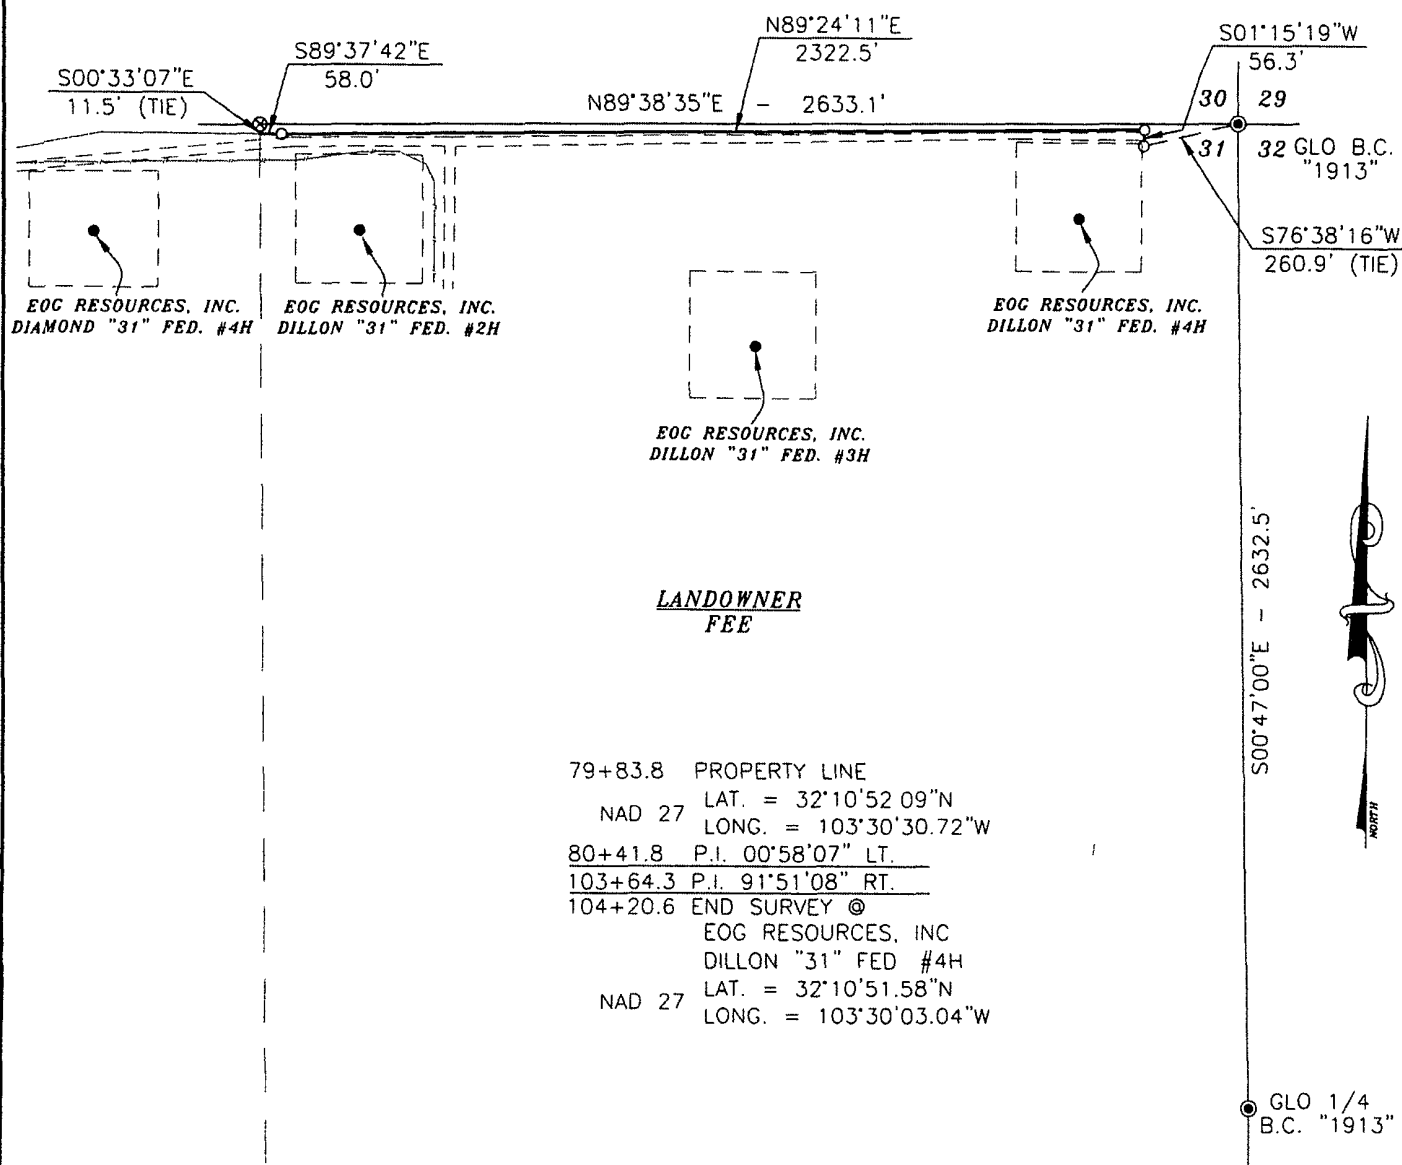 N89°24'11"E
2322.5'
S01°15'19"W
56.3'
S89°37'42"E
58.0'
S00°33'07"E
11.5' (TIE)
N89°38'35"E - 2633.1'
30 29
31 32 GLO B.C.
"1913"
S76°38'16"W
260.9' (TIE)
EOG RESOURCES, INC.
DIAMOND "31" FED. #4H
EOG RESOURCES, INC.
DILLON "31" FED. #2H
EOG RESOURCES, INC.
DILLON "31" FED. #4H
EOG RESOURCES, INC.
DILLON "31" FED. #3H
S00°47'00"E - 2632.5'
LANDOWNER
FEE
NORTH
79+83.8 PROPERTY LINE
NAD 27
LAT. = 32°10'52 09"N
LONG. = 103°30'30.72"W
80+41.8 P.I. 00°58'07" LT.
103+64.3 P.I. 91°51'08" RT.
104+20.6 END SURVEY @
EOG RESOURCES, INC
DILLON "31" FED #4H
NAD 27
LAT. = 32°10'51.58"N
LONG. = 103°30'03.04"W
GLO 1/4
B.C. "1913"